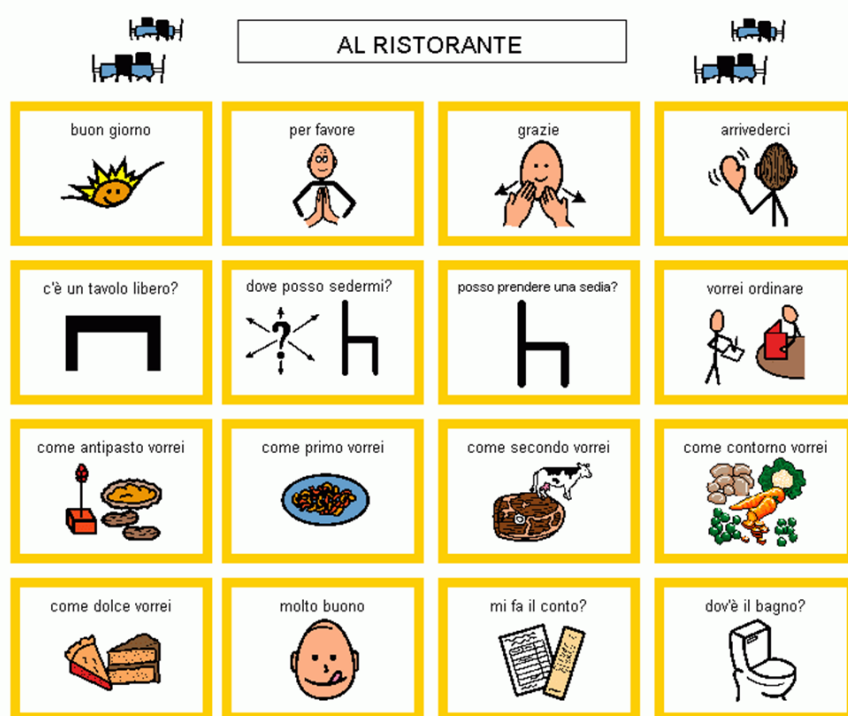 AL RISTORANTE
buon giorno
per favore
grazie
arrivederci
c'è un tavolo libero?
dove posso sedermi?
posso prendere una sedia?
vorrei ordinare
come antipasto vorrei
come primo vorrei
come secondo vorrei
come contorno vorrei
come dolce vorrei
molto buono
mi fa il conto?
dov'è il bagno?